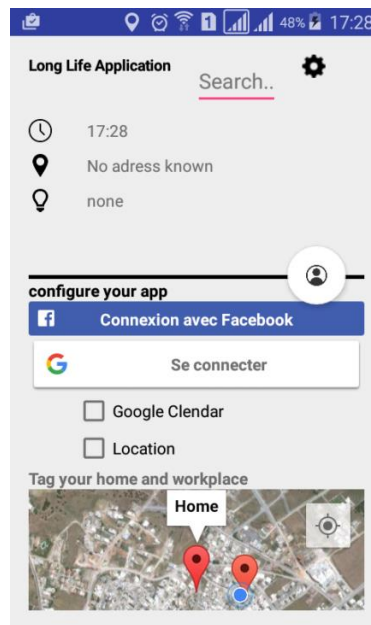 1 48% 17:28
Long Life Application
Search..
17:28
No adress known
none
configure your app
Connexion avec Facebook
G Se connecter
Google Clendar
Location
Tag your home and workplace
Home